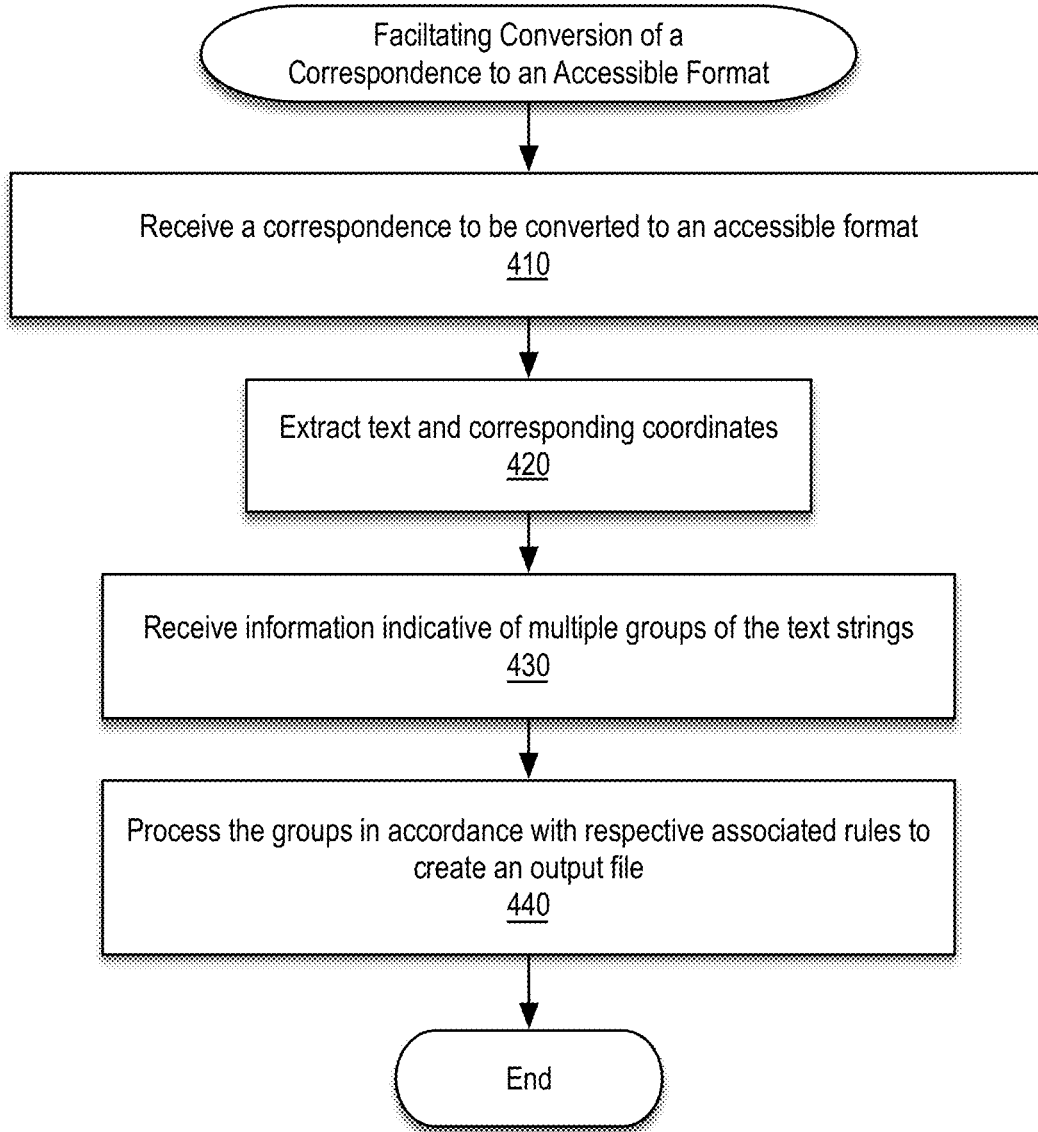 Faciltating Conversion of a
Correspondence to an Accessible Format
Receive a correspondence to be converted to an accessible format
410
Extract text and corresponding coordinates
420
Receive information indicative of multiple groups of the text strings
430
Process the groups in accordance with respective associated rules to
create an output file
440
End